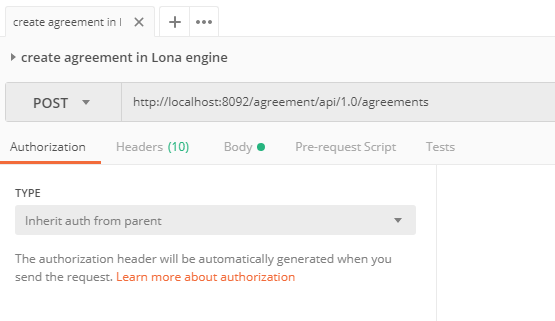 create agreement in l
create agreement in Lona engine
POST http://localhost:8092/agreement/api/1.0/agreements
Authorization Headers (10) Body Pre-request Script Tests
TYPE
Inherit auth from parent
The authorization header will be automatically generated when you
send the request. Learn more about authorization